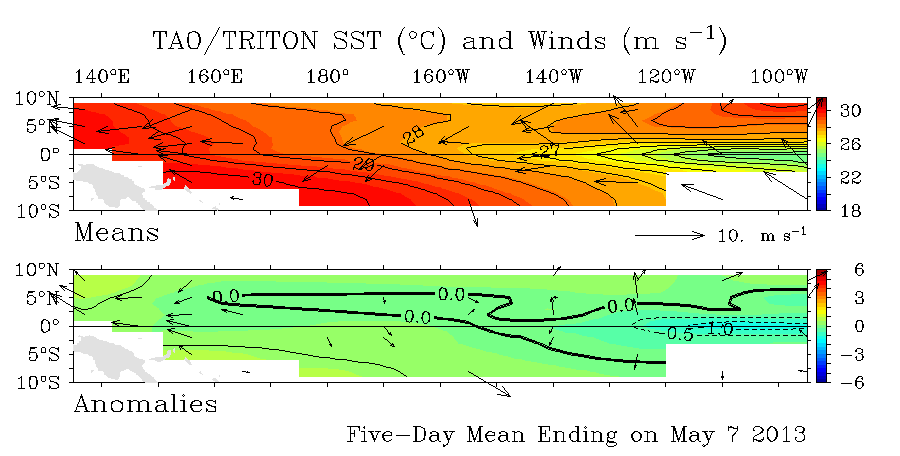 TAO/TRITON SST (°C) and Winds (m s⁻¹)
140°E 160°E 180° 160°W 140°W 120°W 100°W
10°N
5°N
0°
5°S
10°S
28
27
29
30
30
26
22
18
Means
10. m s⁻¹
10°N
5°N
0°
5°S
10°S
0.0 0.0 0.0
0.0
0.5 1.0
6
3
0
−3
−6
Anomalies
Five−Day Mean Ending on May 7 2013